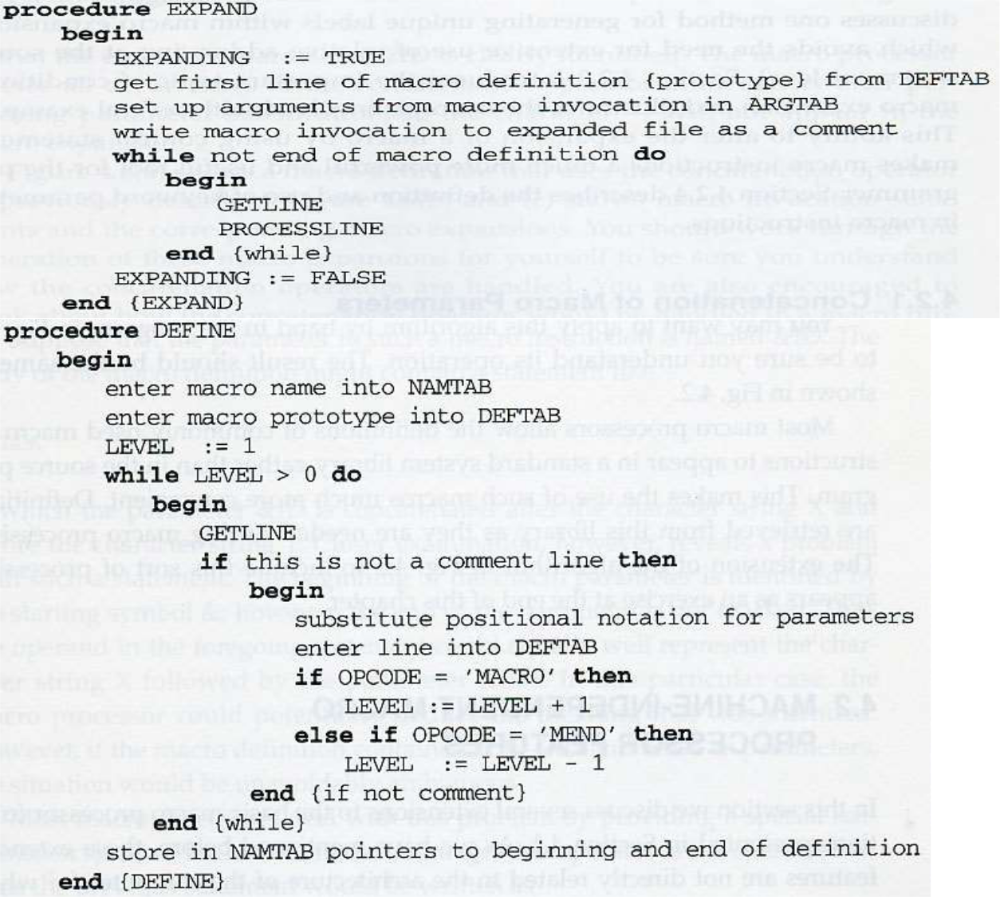 procedure EXPAND
begin
EXPANDING := TRUE
get first line of macro definition {prototype} from DEFTAB
set up arguments from macro invocation in ARGTAB
write macro invocation to expanded file as a comment
while not end of macro definition do
begin
GETLINE
PROCESSLINE
end {while}
EXPANDING := FALSE
end {EXPAND}
procedure DEFINE
begin
enter macro name into NAMTAB
enter macro prototype into DEFTAB
LEVEL := 1
while LEVEL > 0 do
begin
GETLINE
if this is not a comment line then
begin
substitute positional notation for parameters
enter line into DEFTAB
if OPCODE = 'MACRO' then
LEVEL := LEVEL + 1
else if OPCODE = 'MEND' then
LEVEL := LEVEL - 1
end {if not comment}
end {while}
store in NAMTAB pointers to beginning and end of definition
end {DEFINE}